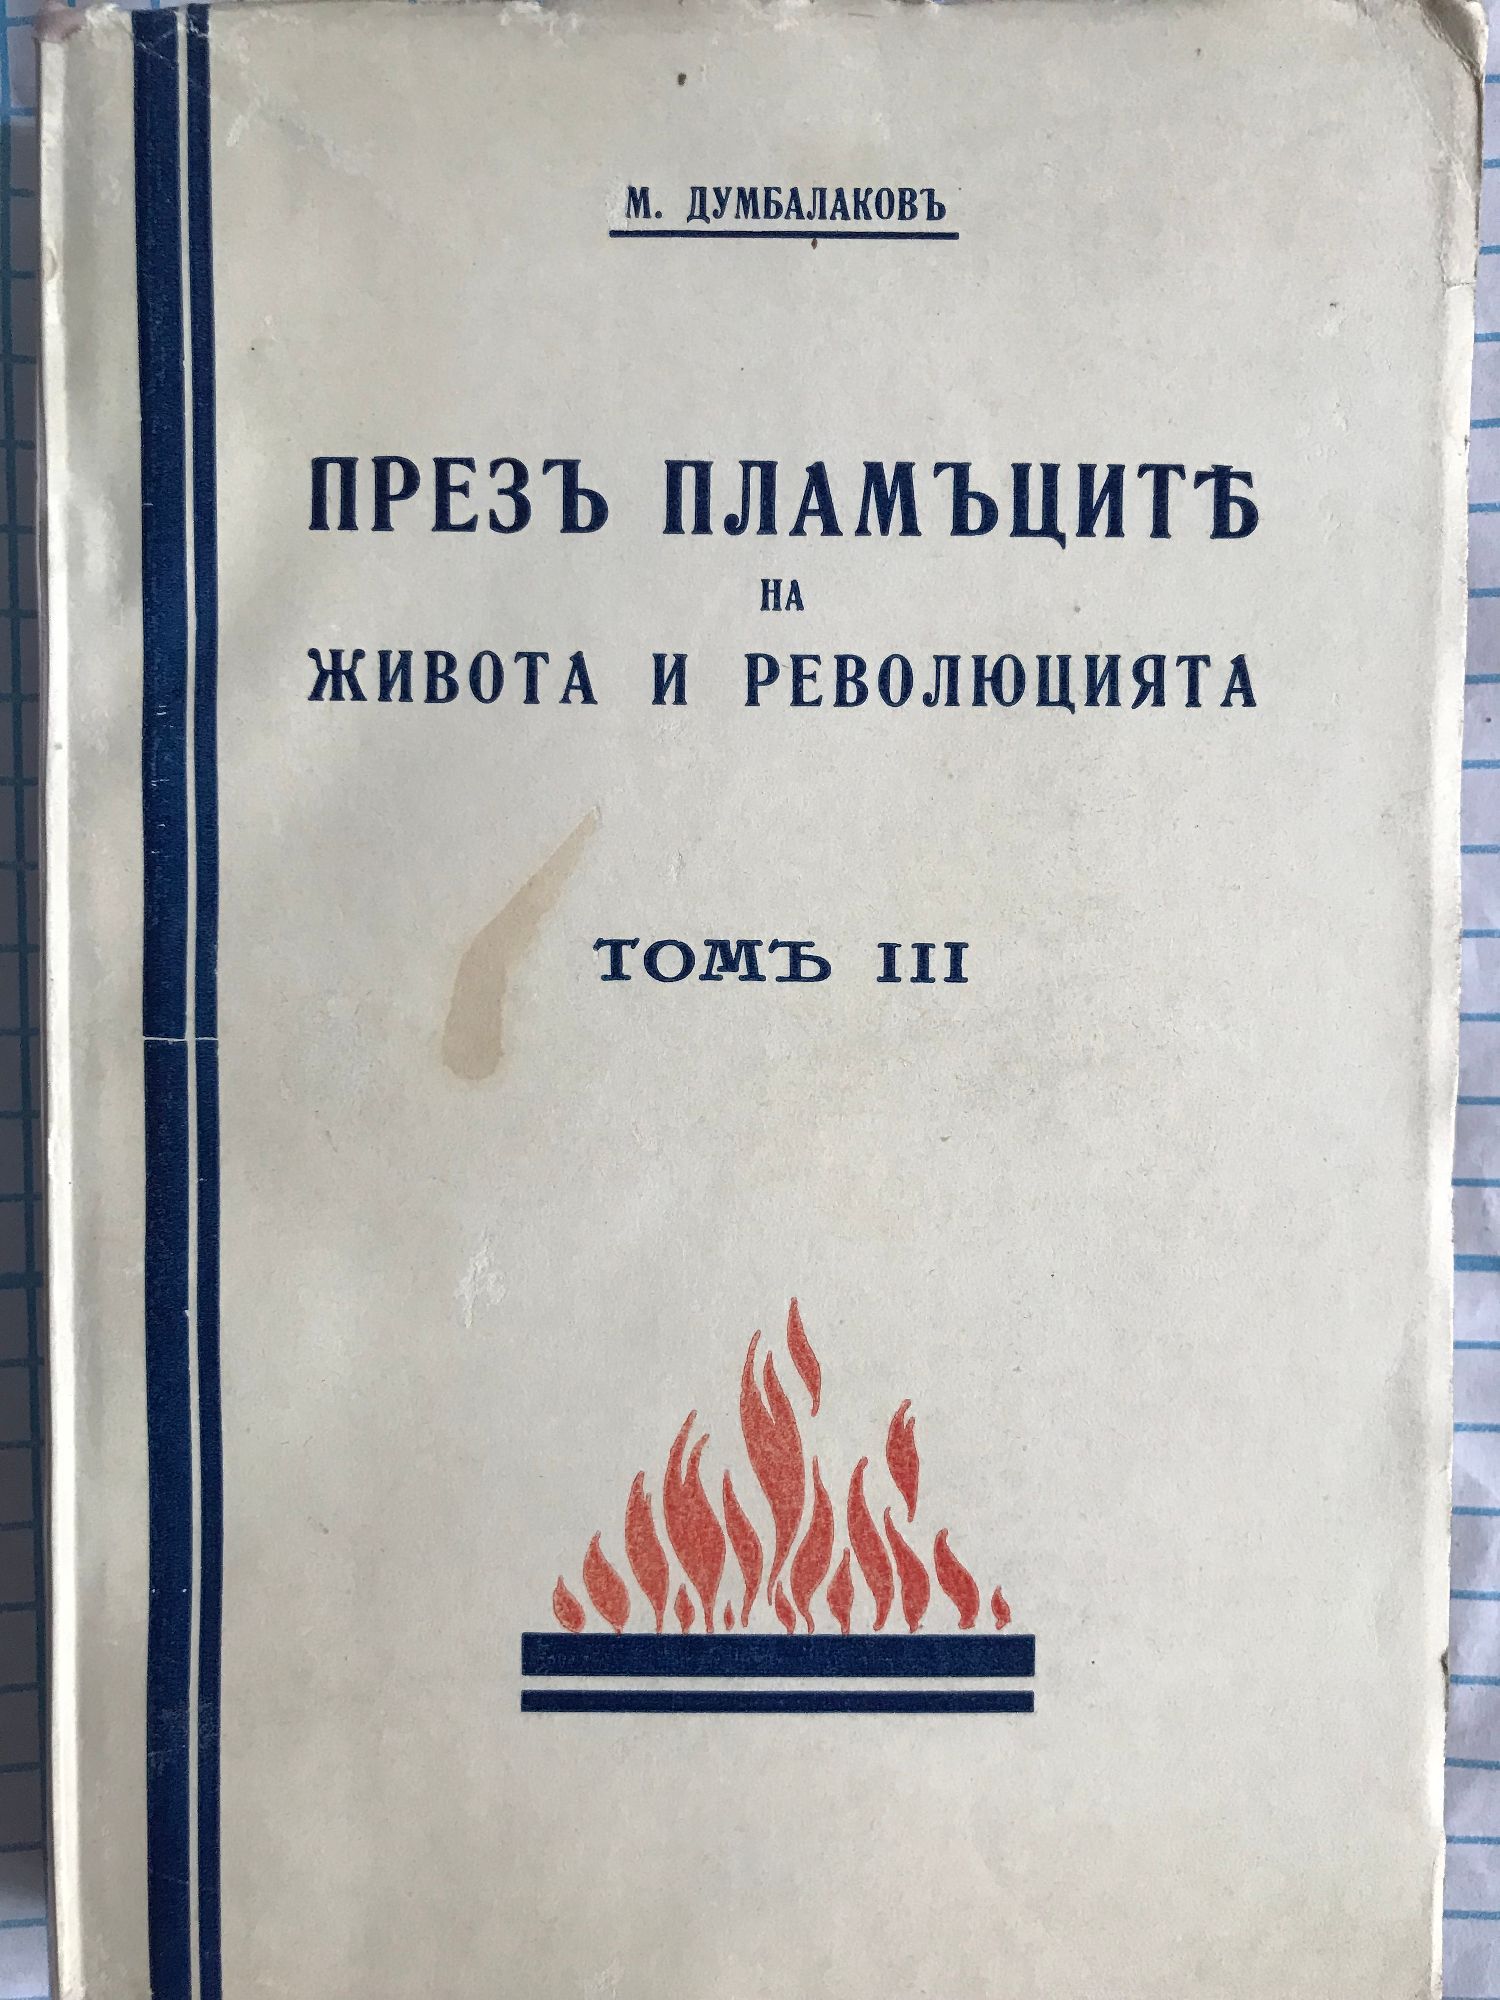 М. ДУМБАЛАКОВЪ
ПРЕЗЪ ПЛАМЪЦИТѢ
НА
ЖИВОТА И РЕВОЛЮЦИЯТА
ТОМЪ III